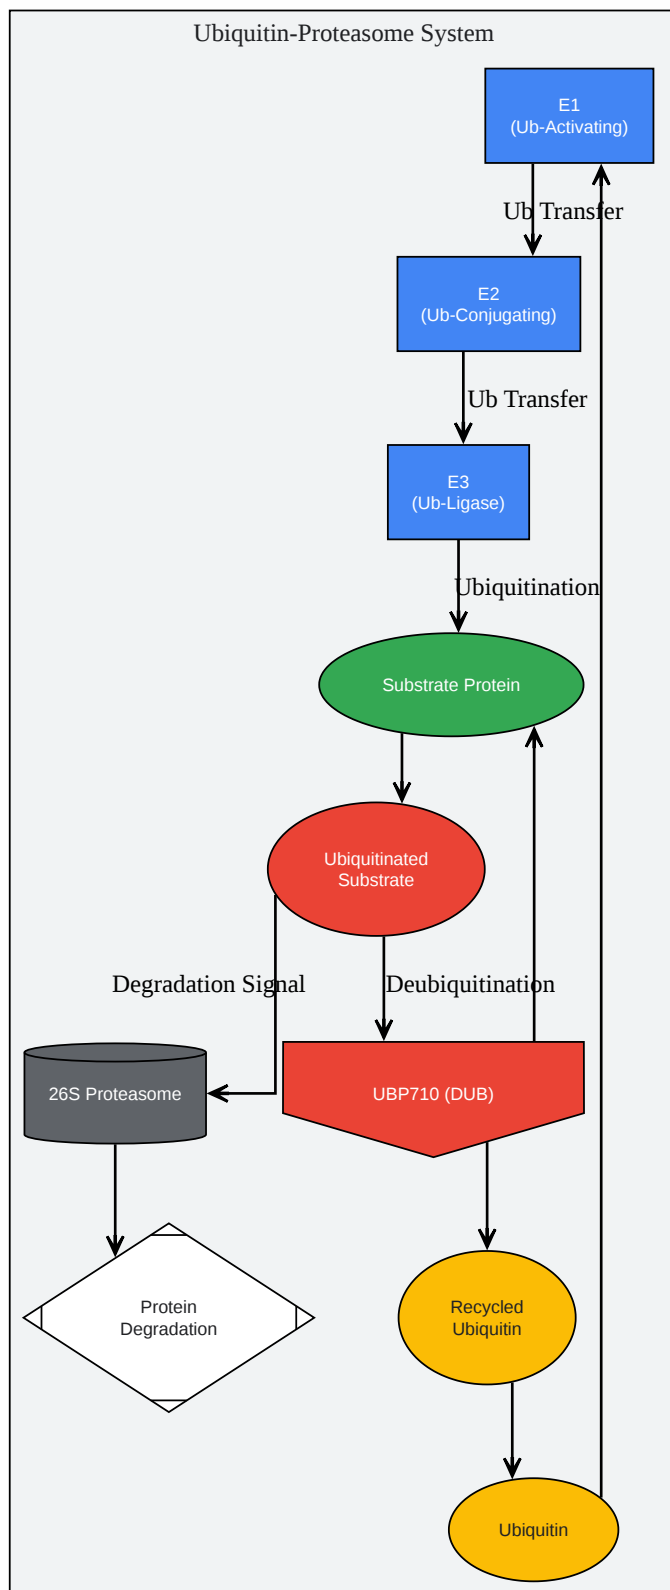 Ubiquitin-Proteasome System
E1
(Ub-Activating)
Ub Transfer
E2
(Ub-Conjugating)
Ub Transfer
E3
(Ub-Ligase)
Ubiquitination
Substrate Protein
Ubiquitinated
Substrate
Degradation Signal
Deubiquitination
26S Proteasome
UBP710 (DUB)
Protein
Degradation
Recycled
Ubiquitin
Ubiquitin